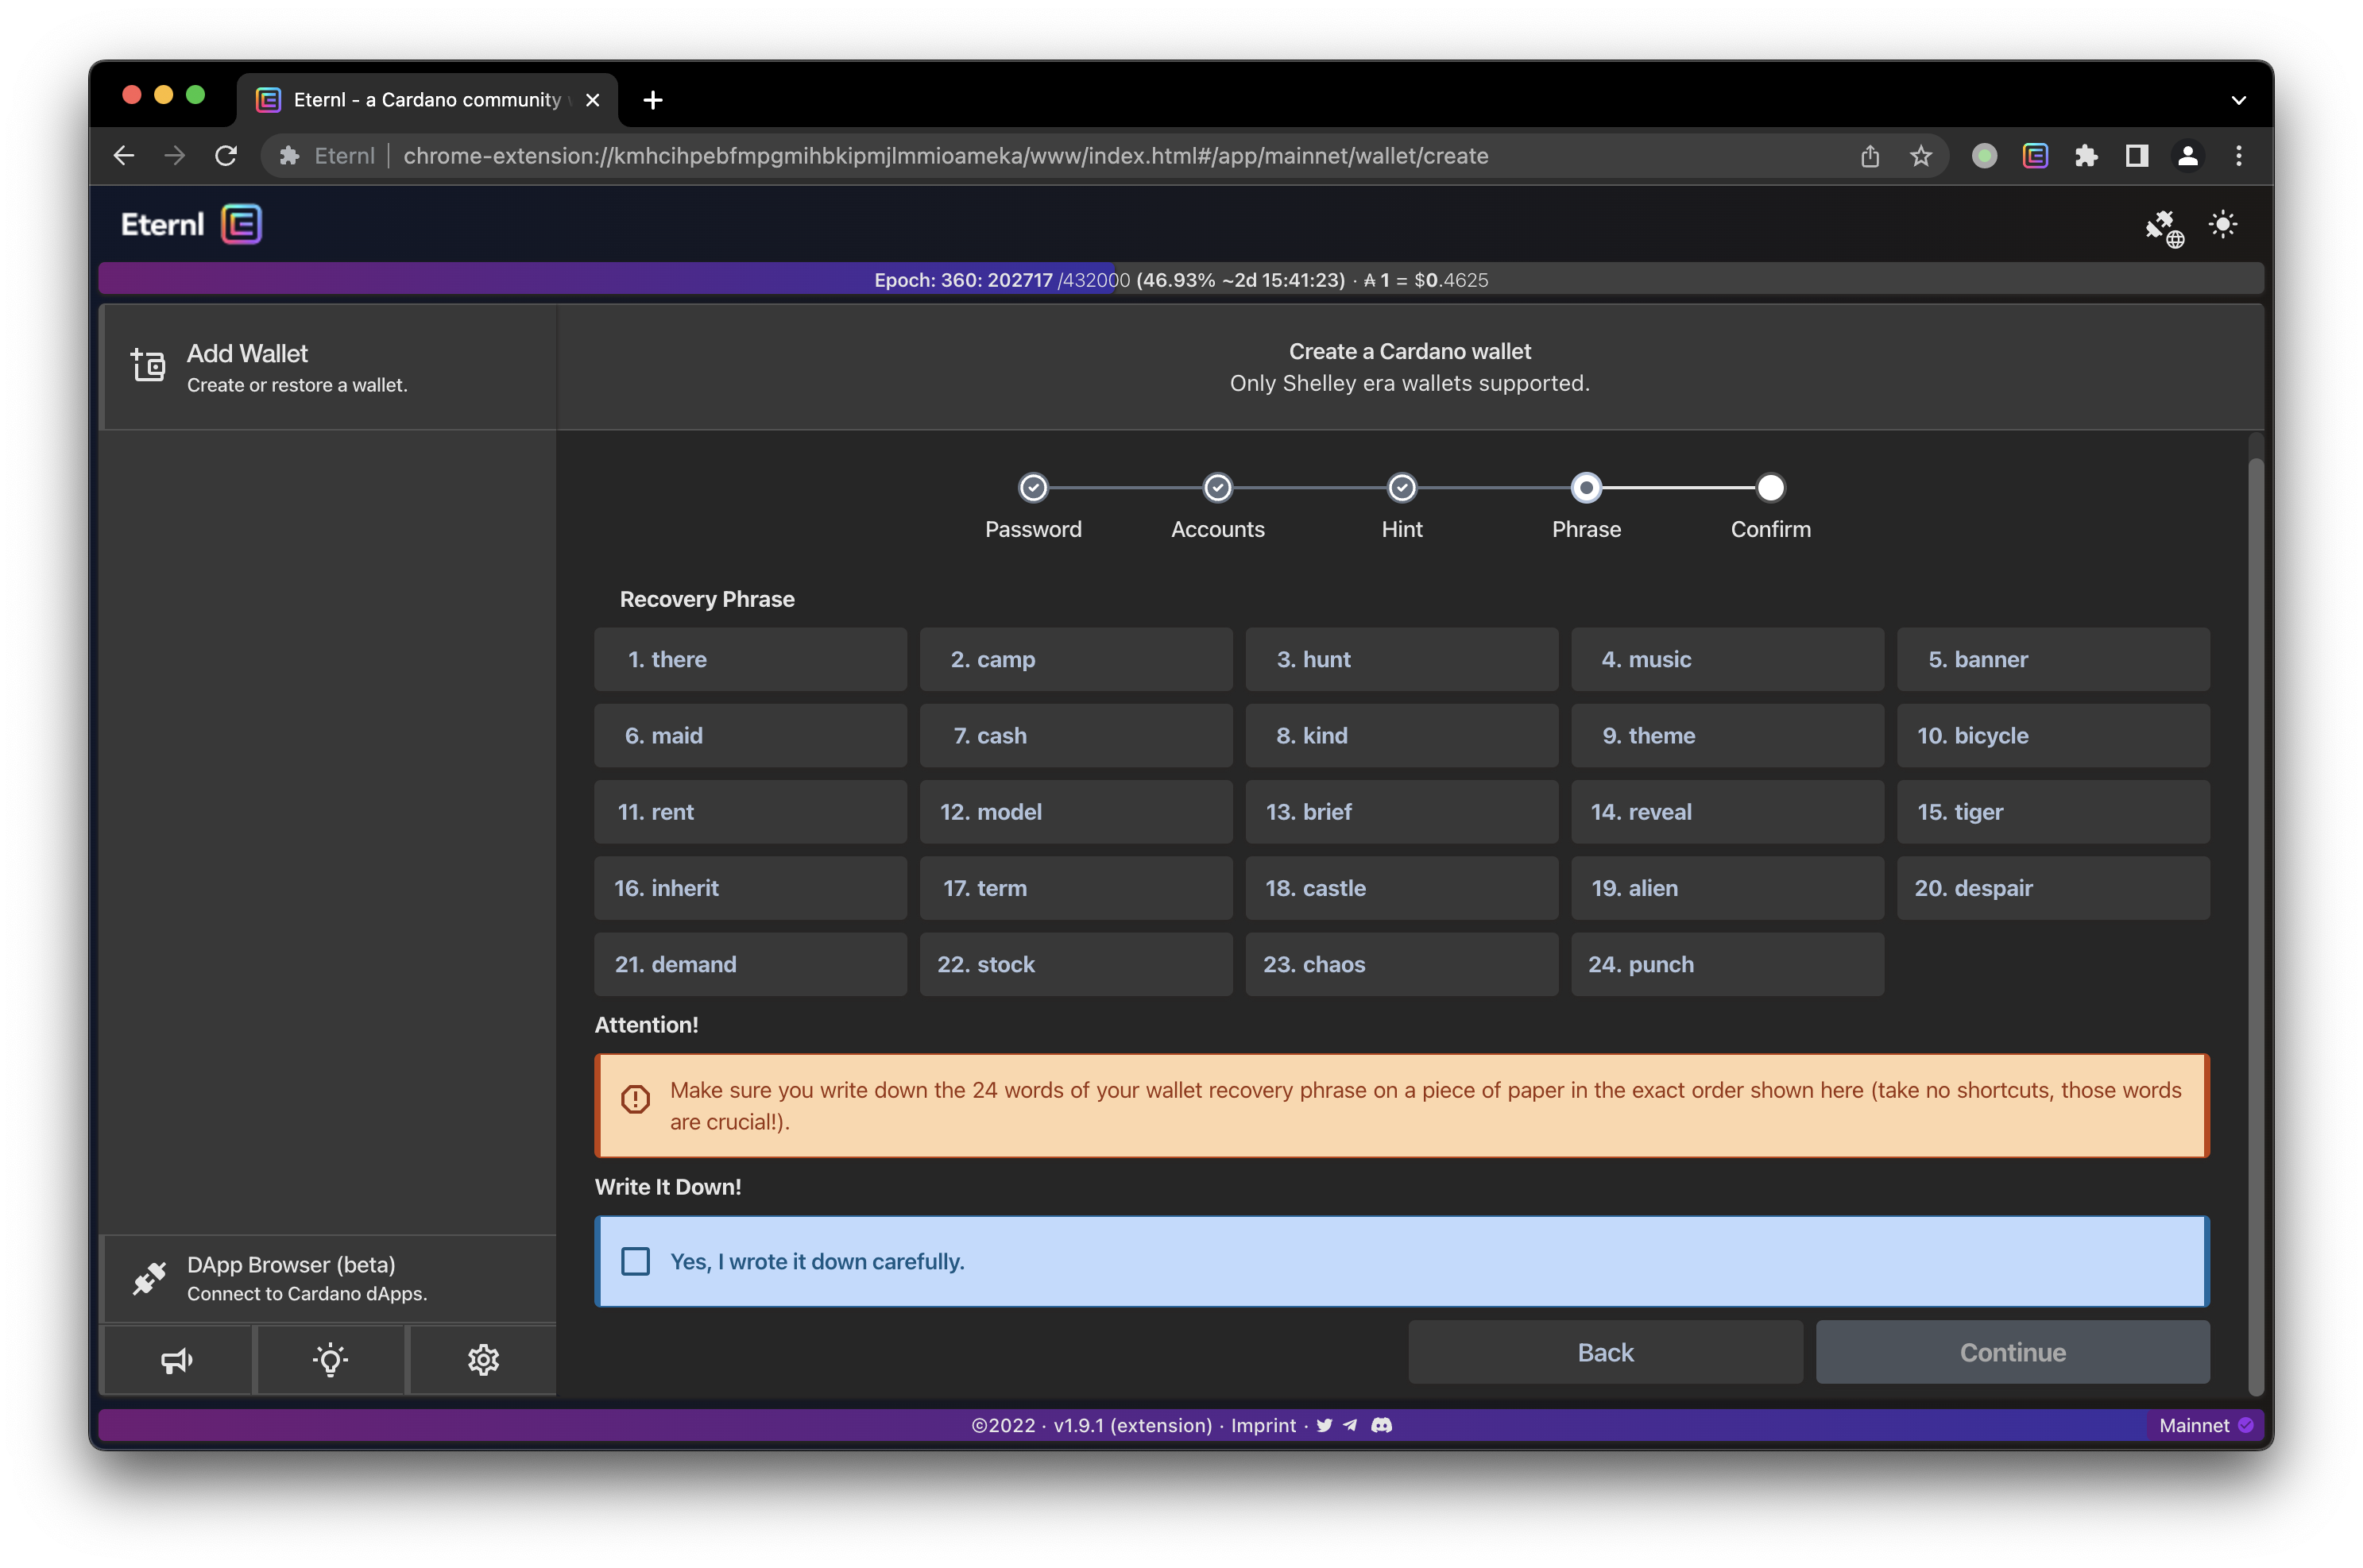 Eternl - a Cardano community
Eternl | chrome-extension://kmhcihpebfmpgmihbkipmjlmmioameka/www/index.html#/app/mainnet/wallet/create
Eternl
Epoch: 360: 202717 /432000 (46.93% ~2d 15:41:23) · ₳ 1 = $0.4625
Add Wallet
Create or restore a wallet.
Create a Cardano wallet
Only Shelley era wallets supported.
Password Accounts Hint Phrase Confirm
Recovery Phrase
1. there 2. camp 3. hunt 4. music 5. banner
6. maid 7. cash 8. kind 9. theme 10. bicycle
11. rent 12. model 13. brief 14. reveal 15. tiger
16. inherit 17. term 18. castle 19. alien 20. despair
21. demand 22. stock 23. chaos 24. punch
Attention!
Make sure you write down the 24 words of your wallet recovery phrase on a piece of paper in the exact order shown here (take no shortcuts, those words
are crucial!).
Write It Down!
Yes, I wrote it down carefully.
Back Continue
DApp Browser (beta)
Connect to Cardano dApps.
©2022 · v1.9.1 (extension) · Imprint ·
Mainnet